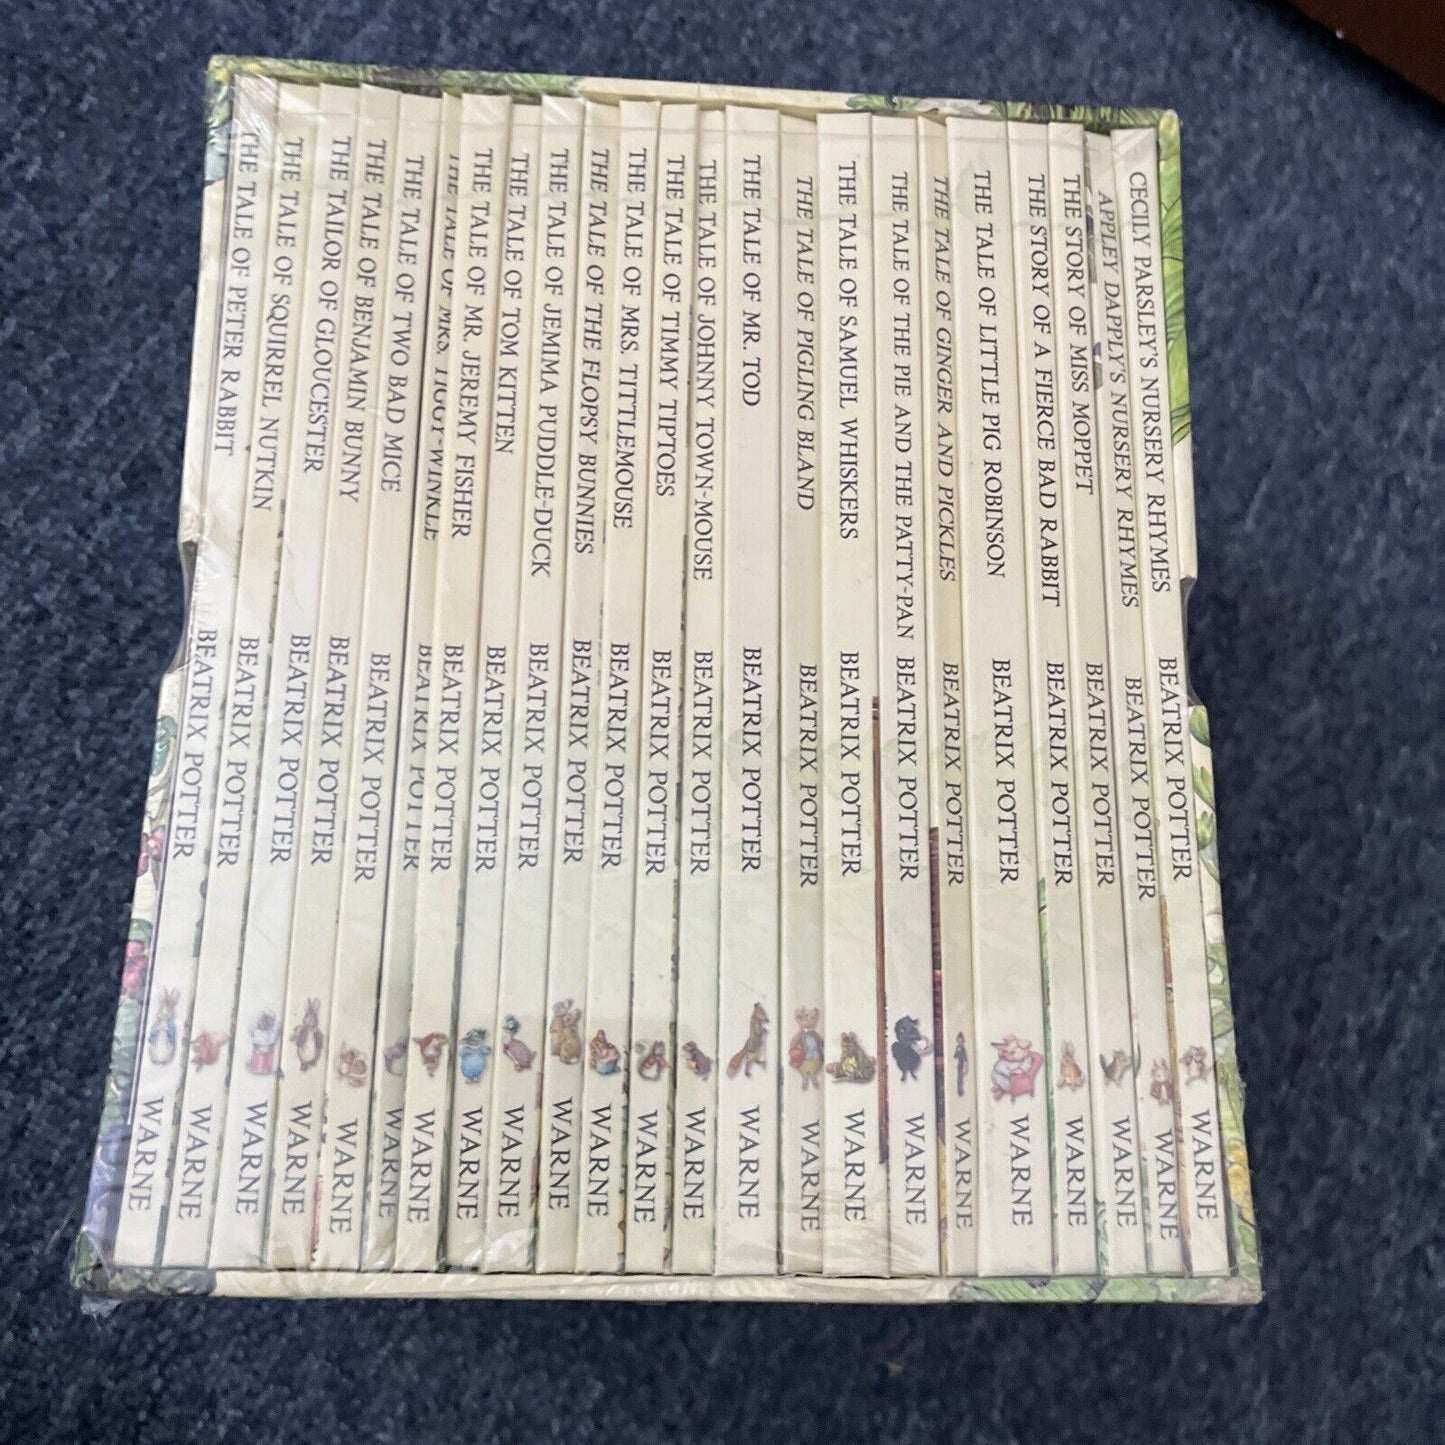 THE TALE OF PETER RABBIT BEATRIX POTTER WARNE
THE TALE OF SQUIRREL NUTKIN BEATRIX POTTER WARNE
THE TAILOR OF GLOUCESTER BEATRIX POTTER WARNE
THE TALE OF BENJAMIN BUNNY BEATRIX POTTER WARNE
THE TALE OF TWO BAD MICE BEATRIX POTTER WARNE
THE TALE OF MRS. TIGGY-WINKLE BEATRIX POTTER WARNE
THE TALE OF MR. JEREMY FISHER BEATRIX POTTER WARNE
THE TALE OF TOM KITTEN BEATRIX POTTER WARNE
THE TALE OF JEMIMA PUDDLE-DUCK BEATRIX POTTER WARNE
THE TALE OF THE FLOPSY BUNNIES BEATRIX POTTER WARNE
THE TALE OF MRS. TITTLEMOUSE BEATRIX POTTER WARNE
THE TALE OF TIMMY TIPTOES BEATRIX POTTER WARNE
THE TALE OF JOHNNY TOWN-MOUSE BEATRIX POTTER WARNE
THE TALE OF MR. TOD BEATRIX POTTER WARNE
THE TALE OF PIGLING BLAND BEATRIX POTTER WARNE
THE TALE OF SAMUEL WHISKERS BEATRIX POTTER WARNE
THE TALE OF THE PIE AND THE PATTY-PAN BEATRIX POTTER WARNE
THE TALE OF GINGER AND PICKLES BEATRIX POTTER WARNE
THE TALE OF LITTLE PIG ROBINSON BEATRIX POTTER WARNE
THE STORY OF A FIERCE BAD RABBIT BEATRIX POTTER WARNE
THE STORY OF MISS MOPPET BEATRIX POTTER WARNE
APPLEY DAPPLY'S NURSERY RHYMES BEATRIX POTTER WARNE
CECILY PARSLEY'S NURSERY RHYMES BEATRIX POTTER WARNE